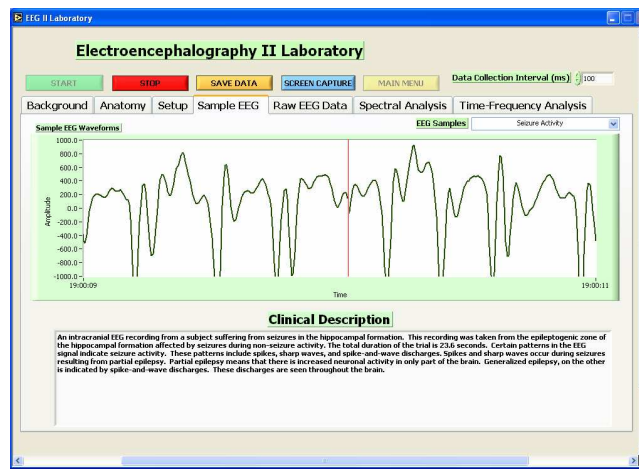 EEG II Laboratory
Electroencephalography II Laboratory
START STOP SAVE DATA SCREEN CAPTURE MAIN MENU Data Collection Interval (ms) 100
Background Anatomy Setup Sample EEG Raw EEG Data Spectral Analysis Time-Frequency Analysis
Sample EEG Waveforms EEG Samples Seizure Activity
1000.0
800.0
600.0
400.0
200.0
0.0
-200.0
-400.0
-600.0
-800.0
-1000.0
Amplitude
19:00:09 19:00:11
Time
Clinical Description
An intracranial EEG recording from a subject suffering from seizures in the hippocampal formation. This recording was taken from the epileptogenic zone of
the hippocampal formation affected by seizures during non-seizure activity. The total duration of the trial is 23.6 seconds. Certain patterns in the EEG
signal indicate seizure activity. These patterns include spikes, sharp waves, and spike-and-wave discharges. Spikes and sharp waves occur during seizures
resulting from partial epilepsy. Partial epilepsy means that there is increased neuronal activity in only part of the brain. Generalized epilepsy, on the other
is indicated by spike-and-wave discharges. These discharges are seen throughout the brain.